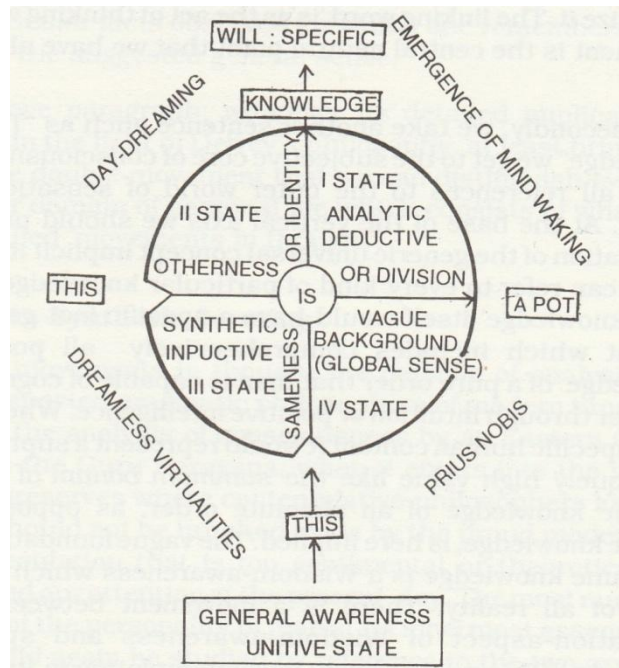 WILL : SPECIFIC
KNOWLEDGE
DAY DREAMING
EMERGENCE OF MIND WAKING
II STATE
OR IDENTITY
I STATE
ANALYTIC
DEDUCTIVE
OTHERNESS
OR DIVISION
THIS
IS
A POT
SYNTHETIC
INPUCTIVE
III STATE
SAMENESS
VAGUE
BACKGROUND
(GLOBAL SENSE)
IV STATE
DREAMLESS VIRTUALITIES
PRIUS NOBIS
THIS
GENERAL AWARENESS
UNITIVE STATE